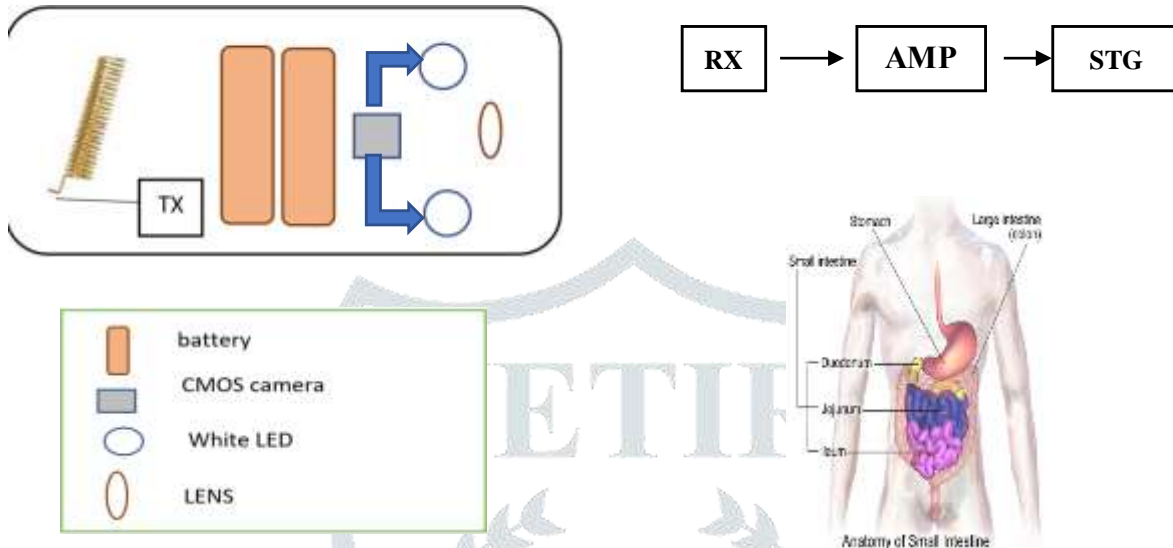 TX
RX
AMP
STG
battery
CMOS camera
White LED
LENS
Stomach
Large intestine
(colon)
Small intestine
Duodenum
Jejunum
Ileum
Anatomy of Small Intestine
JETIR